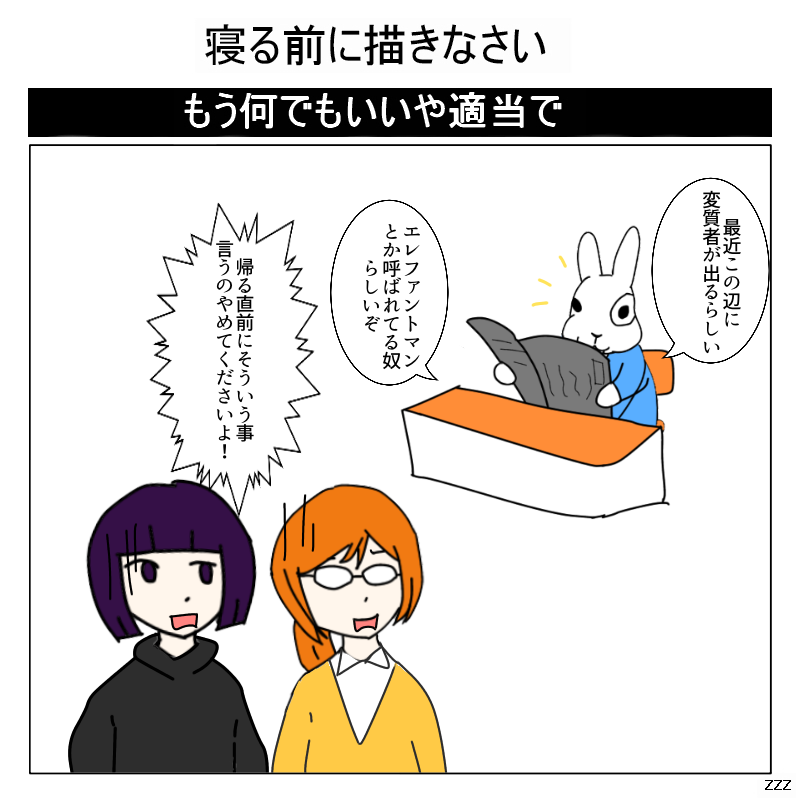 寝る前に描きなさい
もう何でもいいや適当で
最近この辺に
変質者が出るらしい
エレファントマン
とか呼ばれてる奴
らしいぞ
帰る直前にそういう事
言うのやめてくださいよ！
ZZZ